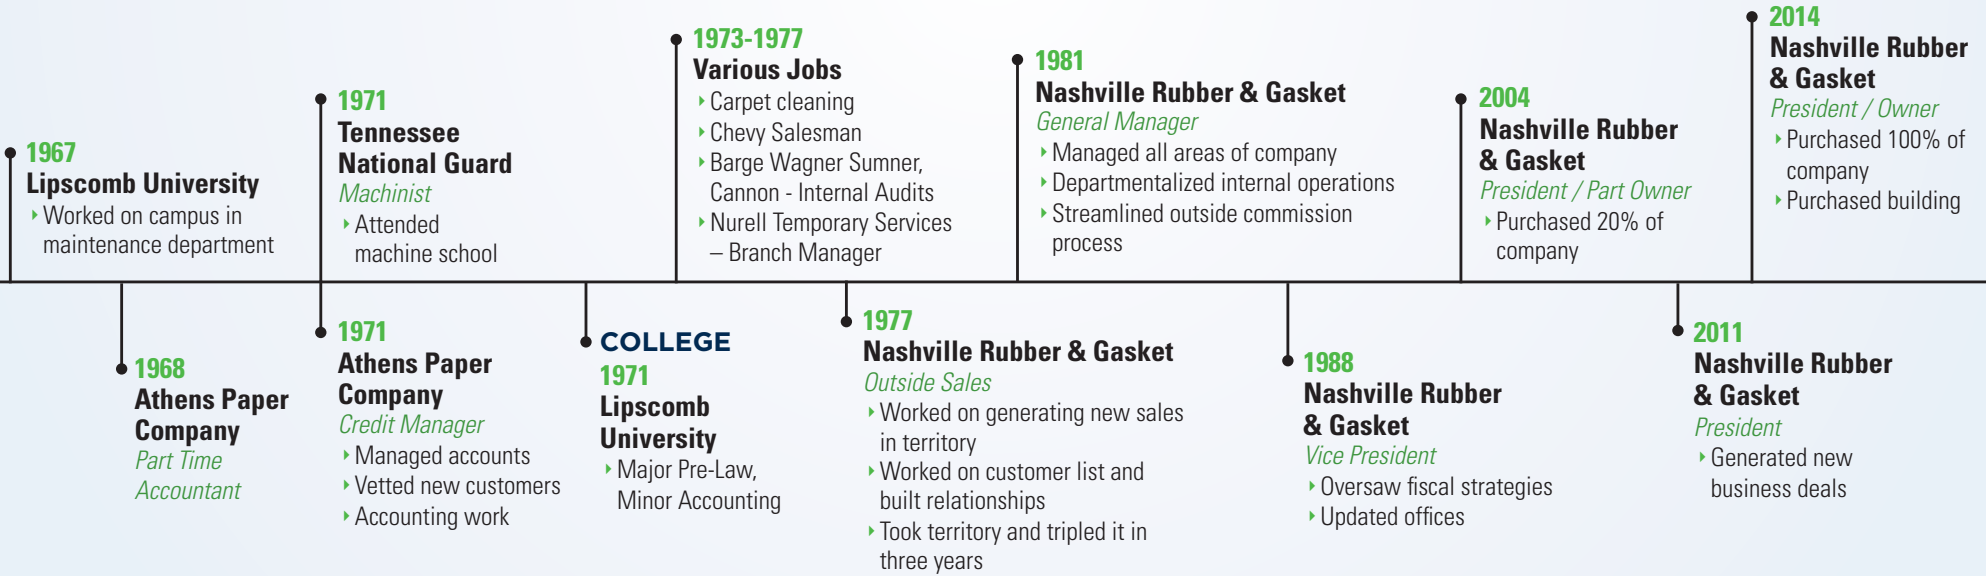 1967
Lipscomb University
Worked on campus in
maintenance department
1968
Athens Paper
Company
Part Time
Accountant
1971
Tennessee
National Guard
Machinist
Attended
machine school
1971
Athens Paper
Company
Credit Manager
Managed accounts
Vetted new customers
Accounting work
COLLEGE
1971
Lipscomb
University
Major Pre-Law,
Minor Accounting
1973-1977
Various Jobs
Carpet cleaning
Chevy Salesman
Barge Wagner Sumner,
Cannon - Internal Audits
Nurell Temporary Services
– Branch Manager
1977
Nashville Rubber & Gasket
Outside Sales
Worked on generating new sales
in territory
Worked on customer list and
built relationships
Took territory and tripled it in
three years
1981
Nashville Rubber & Gasket
General Manager
Managed all areas of company
Departmentalized internal operations
Streamlined outside commission
process
1988
Nashville Rubber
& Gasket
Vice President
Oversaw fiscal strategies
Updated offices
2004
Nashville Rubber
& Gasket
President / Part Owner
Purchased 20% of
company
2011
Nashville Rubber
& Gasket
President
Generated new
business deals
2014
Nashville Rubber
& Gasket
President / Owner
Purchased 100% of
company
Purchased building